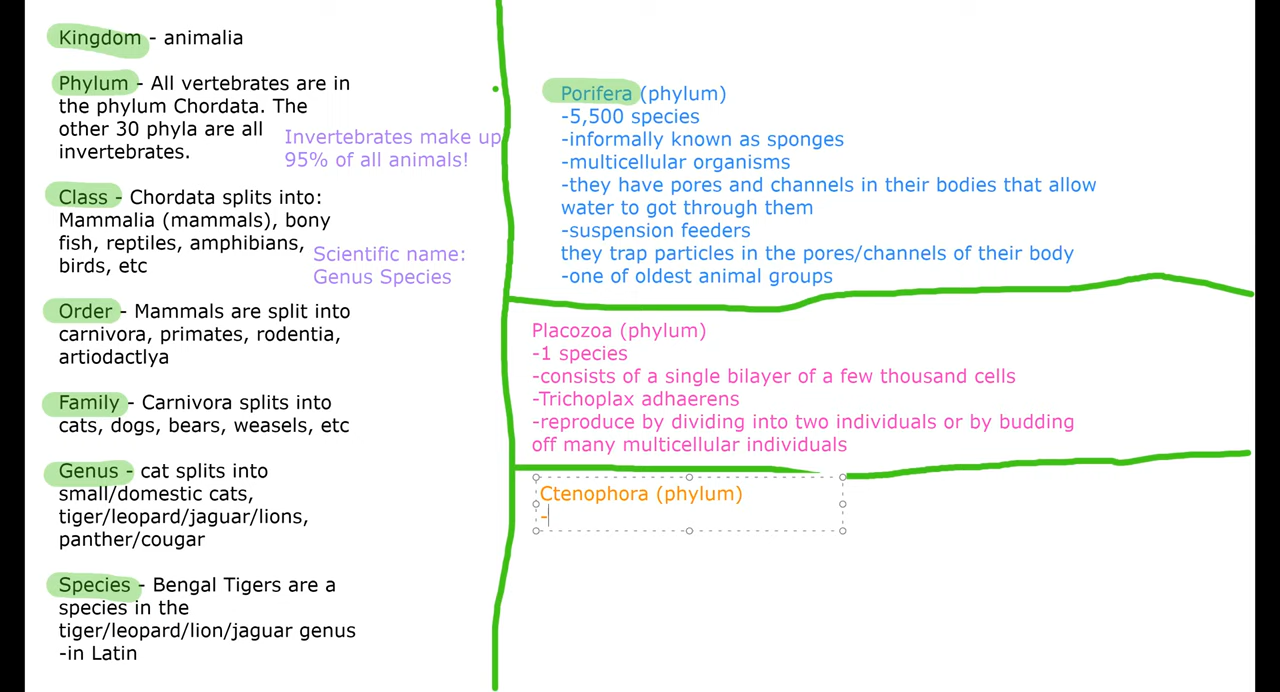 Kingdom - animalia
Phylum - All vertebrates are in
the phylum Chordata. The
other 30 phyla are all
invertebrates.
Invertebrates make up
95% of all animals!
Class - Chordata splits into:
Mammalia (mammals), bony
fish, reptiles, amphibians,
birds, etc
Scientific name:
Genus Species
Order - Mammals are split into
carnivora, primates, rodentia,
artiodactlya
Family - Carnivora splits into
cats, dogs, bears, weasels, etc
Genus - cat splits into
small/domestic cats,
tiger/leopard/jaguar/lions,
panther/cougar
Species - Bengal Tigers are a
species in the
tiger/leopard/lion/jaguar genus
-in Latin
Porifera (phylum)
-5,500 species
-informally known as sponges
-multicellular organisms
-they have pores and channels in their bodies that allow
water to got through them
-suspension feeders
they trap particles in the pores/channels of their body
-one of oldest animal groups
Placozoa (phylum)
-1 species
-consists of a single bilayer of a few thousand cells
-Trichoplax adhaerens
-reproduce by dividing into two individuals or by budding
off many multicellular individuals
Ctenophora (phylum)
-